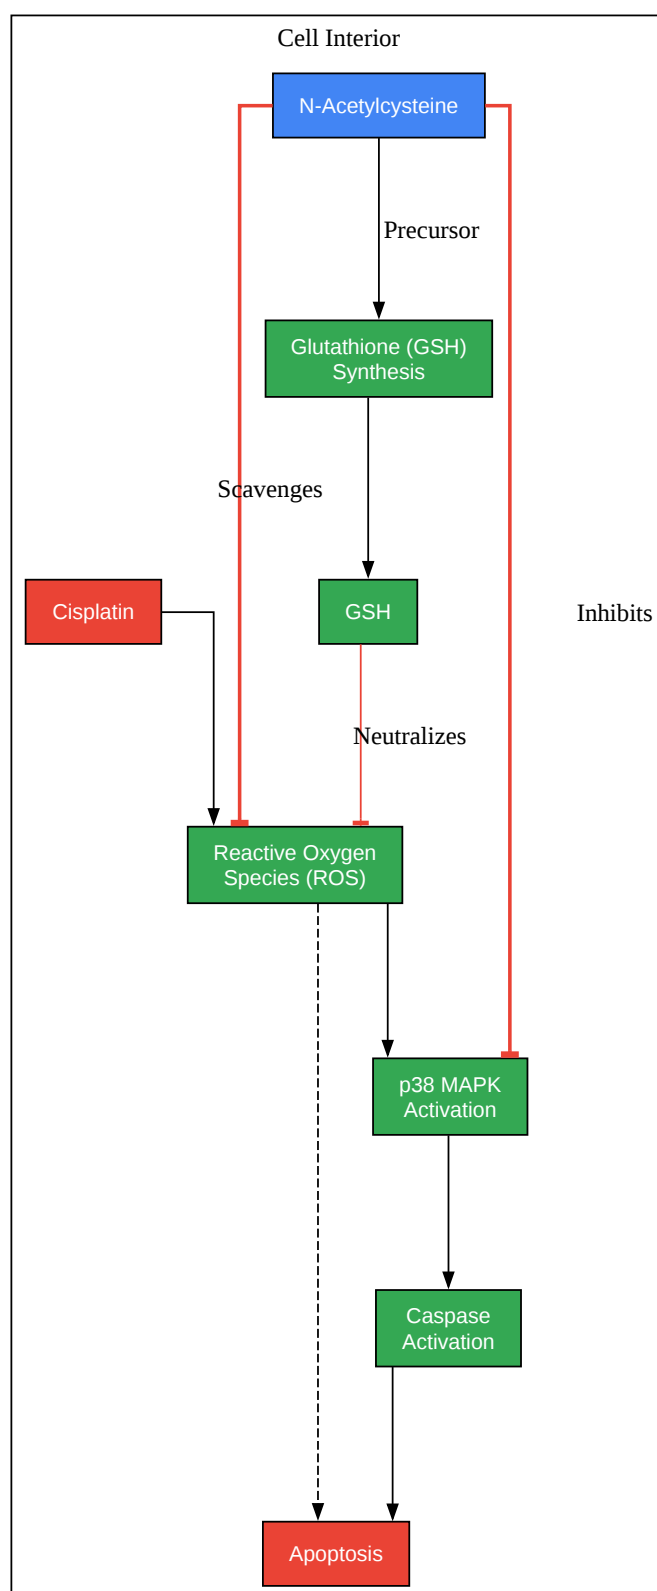 Cell Interior
N-Acetylcysteine
Precursor
Glutathione (GSH)
Synthesis
Scavenges
Cisplatin
GSH
Inhibits
Neutralizes
Reactive Oxygen
Species (ROS)
p38 MAPK
Activation
Caspase
Activation
Apoptosis